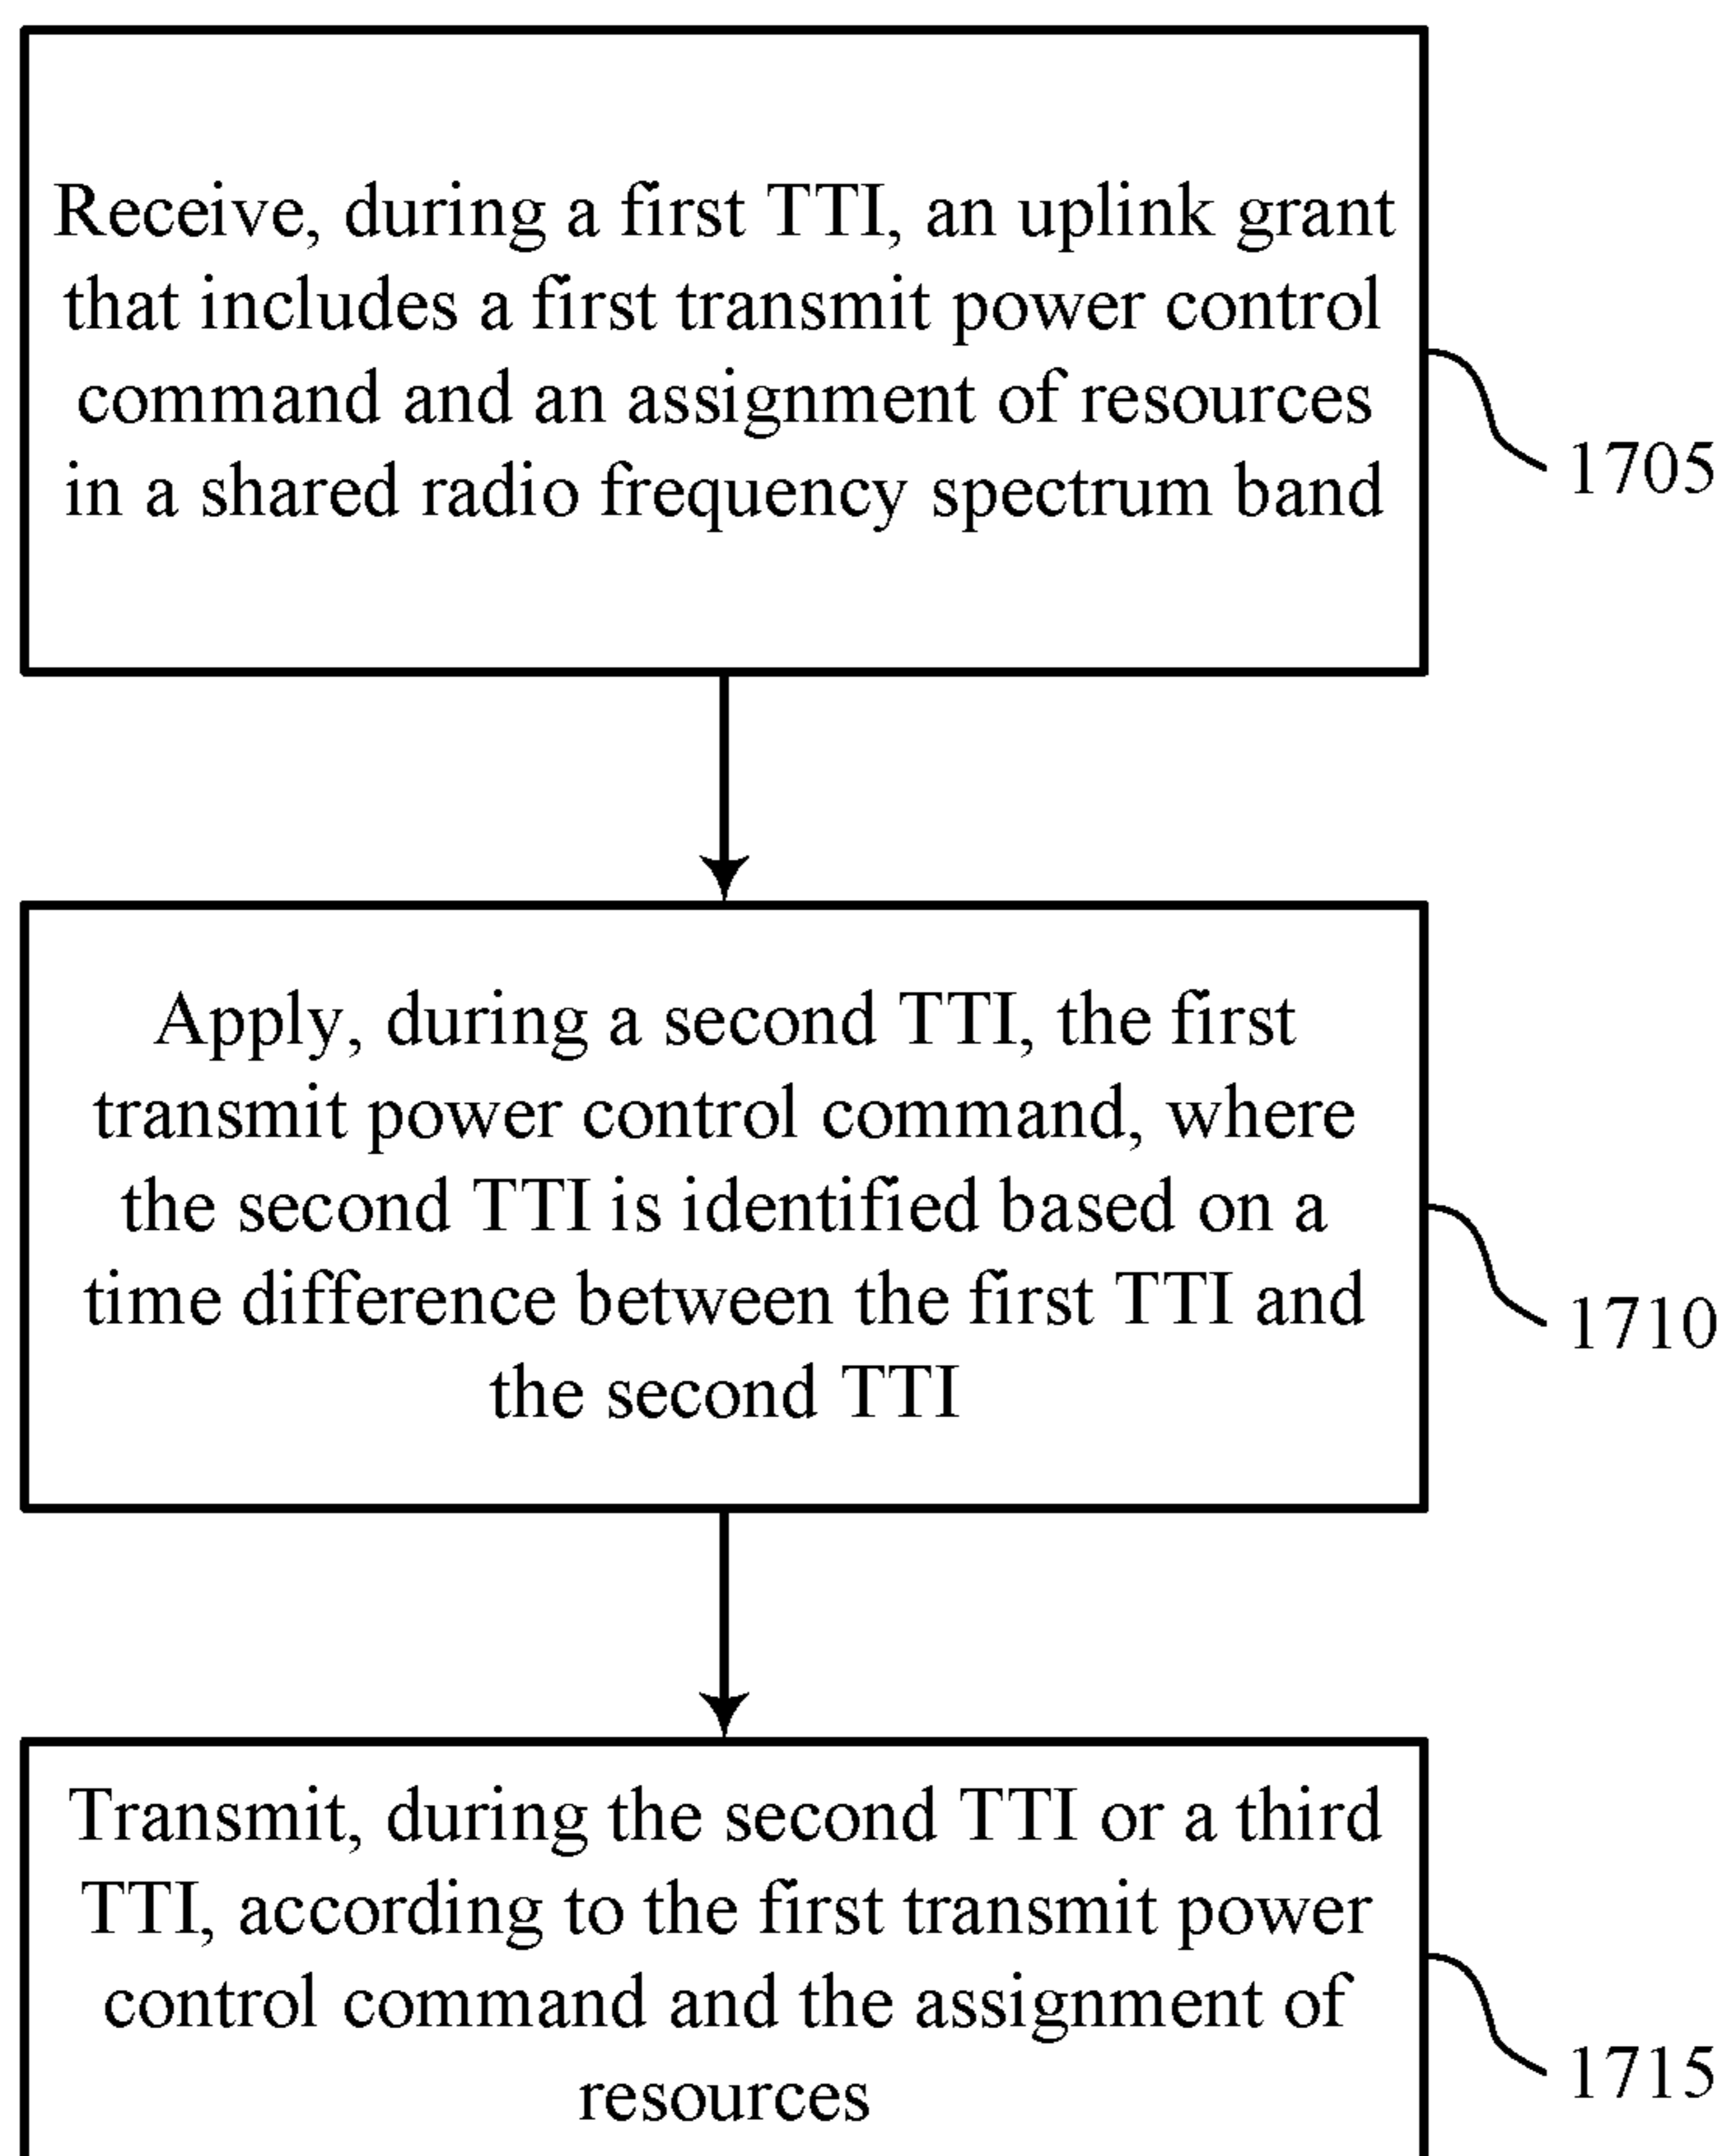 Receive, during a first TTI, an uplink grant
that includes a first transmit power control
command and an assignment of resources
in a shared radio frequency spectrum band
1705
Apply, during a second TTI, the first
transmit power control command, where
the second TTI is identified based on a
time difference between the first TTI and
the second TTI
1710
Transmit, during the second TTI or a third
TTI, according to the first transmit power
control command and the assignment of
resources
1715